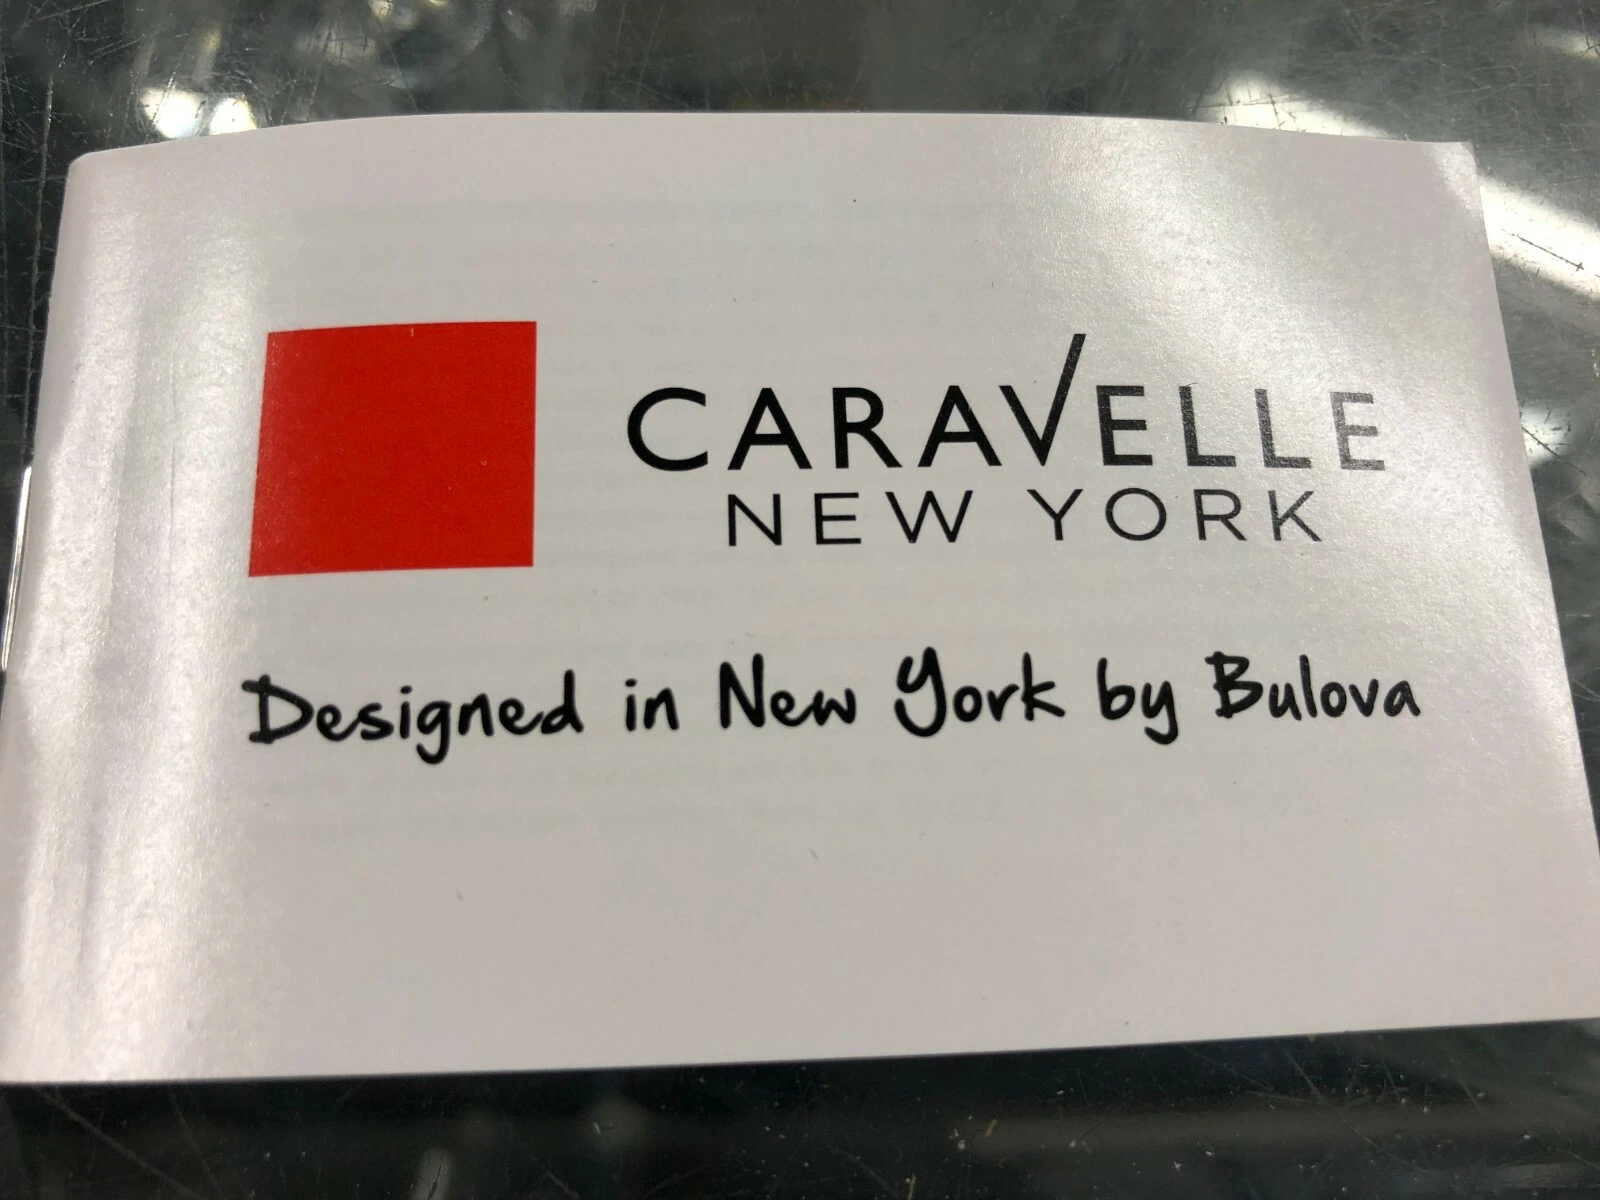 CARAVELLE
NEW YORK
Designed in New York by Bulova